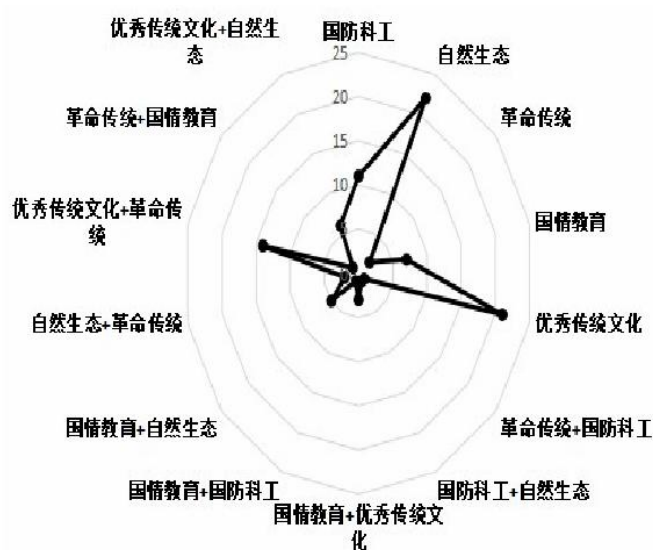 优秀传统文化+自然生
态
国防科工
自然生态
革命传统
国情教育
优秀传统文化
革命传统+国防科工
国防科工+自然生态
国情教育+优秀传统文
化
国情教育+国防科工
国情教育+自然生态
自然生态+革命传统
优秀传统文化+革命传
统
革命传统+国情教育
25
20
15
10
5
0